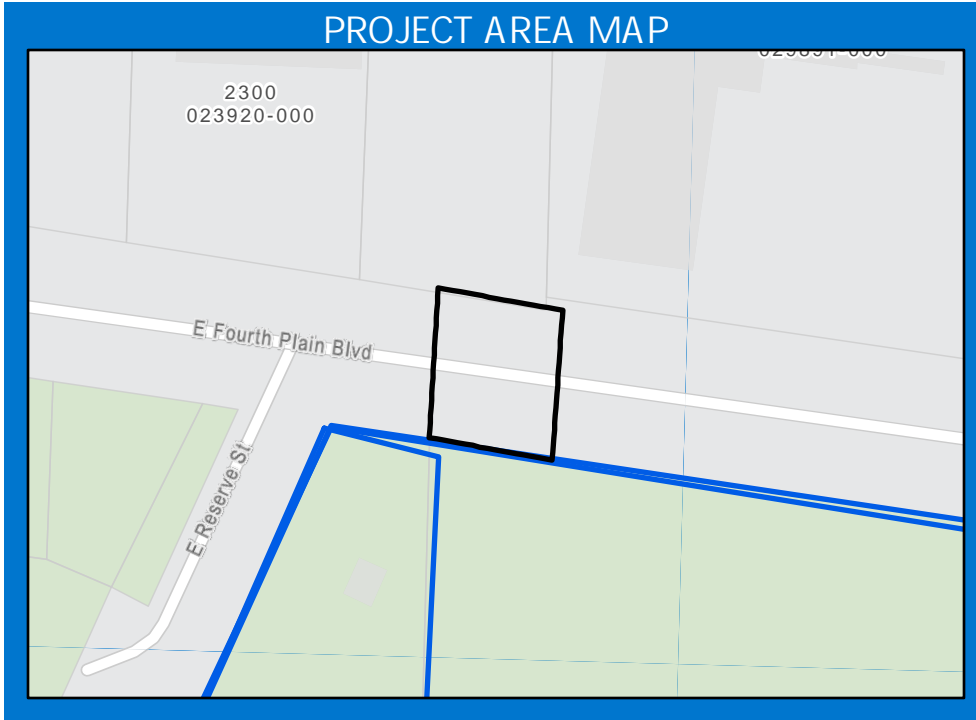 PROJECT AREA MAP
2300
023920-000
E Fourth Plain Blvd
E Reserve St